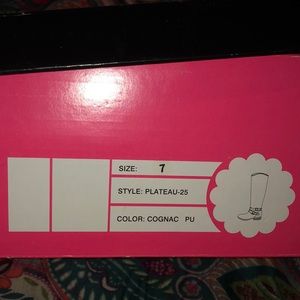 SIZE: 7
STYLE: PLATEAU-25
COLOR: COGNAC PU